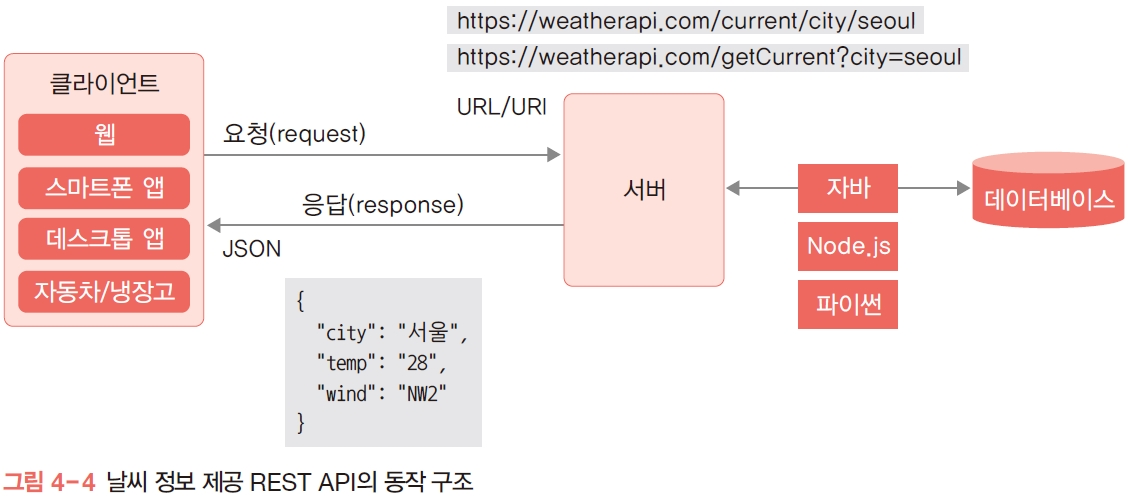 https://weatherapi.com/current/city/seoul
https://weatherapi.com/getCurrent?city=seoul
클라이언트
웹
스마트폰 앱
데스크톱 앱
자동차/냉장고
요청(request)
URL/URI
응답(response)
JSON
{
"city": "서울",
"temp": "28",
"wind": "NW2"
}
서버
자바
Node.js
파이썬
데이터베이스
그림 4-4 날씨 정보 제공 REST API의 동작 구조